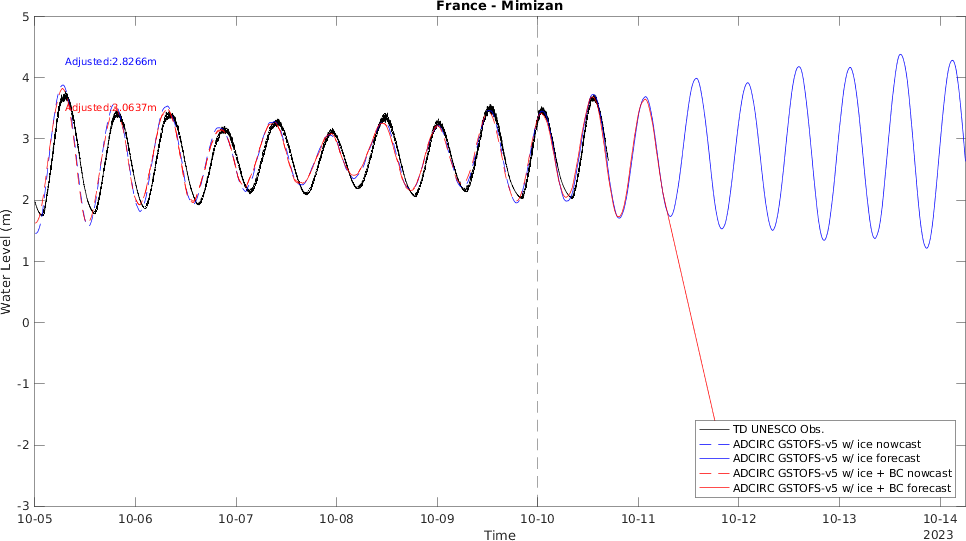 France - Mimizan
5
4
3
2
1
0
-1
-2
-3
Water Level (m)
Adjusted:2.8266m
Adjusted:3.0637m
TD UNESCO Obs.
ADCIRC GSTOFS-v5 w/ ice nowcast
ADCIRC GSTOFS-v5 w/ ice forecast
ADCIRC GSTOFS-v5 w/ ice + BC nowcast
ADCIRC GSTOFS-v5 w/ ice + BC forecast
10-05 10-06 10-07 10-08 10-09 10-10 10-11 10-12 10-13 10-14
Time
2023